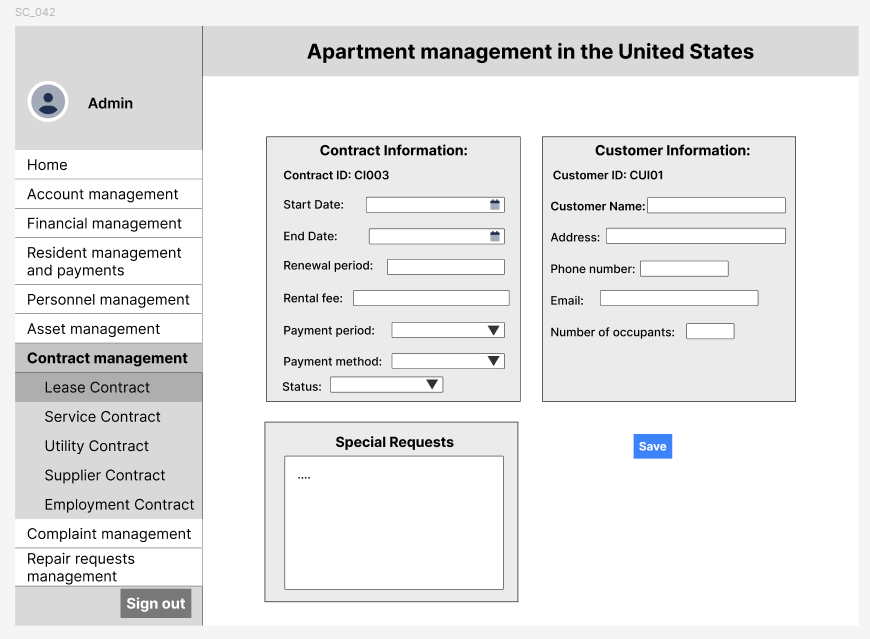 SC_042
Apartment management in the United States
Admin
Home
Account management
Financial management
Resident management
and payments
Personnel management
Asset management
Contract management
Lease Contract
Service Contract
Utility Contract
Supplier Contract
Employment Contract
Complaint management
Repair requests
management
Sign out
Contract Information:
Contract ID: CI003
Start Date:
End Date:
Renewal period:
Rental fee:
Payment period:
Payment method:
Status:
Customer Information:
Customer ID: CUI01
Customer Name:
Address:
Phone number:
Email:
Number of occupants:
Special Requests
....
Save